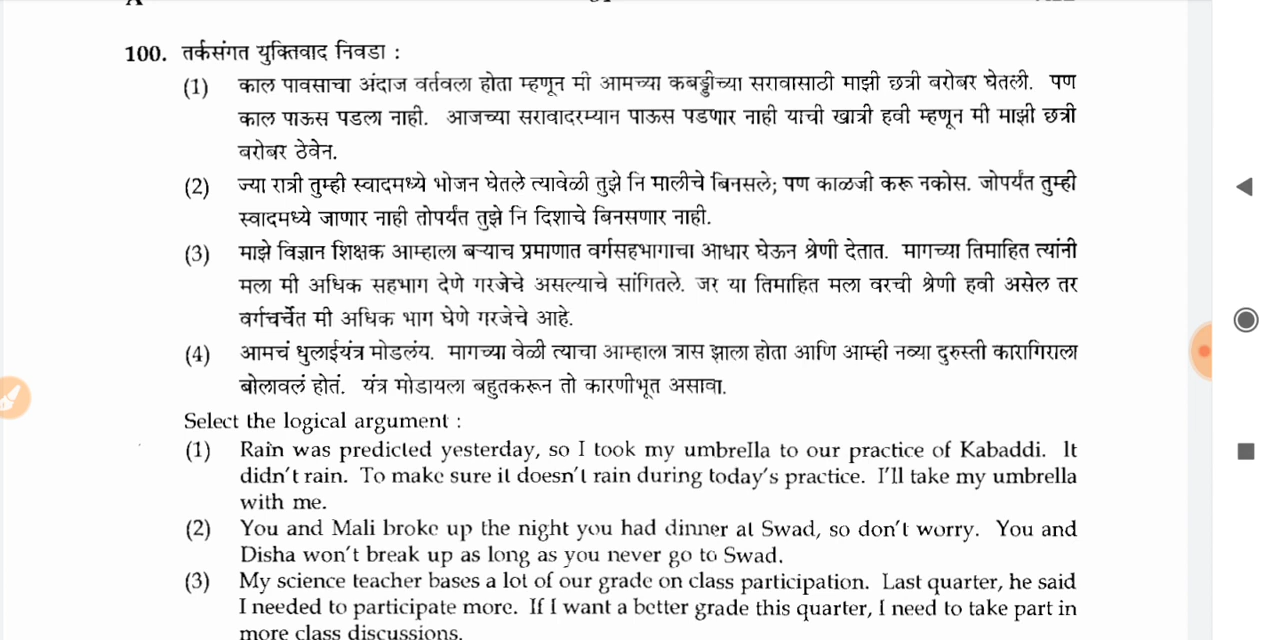 100. तर्कसंगत युक्तिवाद निवडा :
(1) काल पावसाचा अंदाज वर्तवला होता म्हणून मी आमच्या कबड्डीच्या सरावासाठी माझी छत्री बरोबर घेतली. पण
काल पाऊस पडला नाही. आजच्या सरावादरम्यान पाऊस पडणार नाही याची खात्री हवी म्हणून मी माझी छत्री
बरोबर ठेवेन.
(2) ज्या रात्री तुम्ही स्वादमध्ये भोजन घेतले त्यावेळी तुझे नि मालीचे बिनसले; पण काळजी करू नकोस. जोपर्यंत तुम्ही
स्वादमध्ये जाणार नाही तोपर्यंत तुझे नि दिशाचे बिनसणार नाही.
(3) माझे विज्ञान शिक्षक आम्हाला बऱ्याच प्रमाणात वर्गसहभागाचा आधार घेऊन श्रेणी देतात. मागच्या तिमाहित त्यांनी
मला मी अधिक सहभाग देणे गरजेचे असल्याचे सांगितले. जर या तिमाहित मला वरची श्रेणी हवी असेल तर
वर्गचर्चेत मी अधिक भाग घेणे गरजेचे आहे.
(4) आमचं धुलाईयंत्र मोडलंय. मागच्या वेळी त्याचा आम्हाला त्रास झाला होता आणि आम्ही नव्या दुरुस्ती कारागिराला
बोलावलं होतं. यंत्र मोडायला बहुतकरून तो कारणीभूत असावा.
Select the logical argument :
(1) Rain was predicted yesterday, so I took my umbrella to our practice of Kabaddi. It
didn't rain. To make sure it doesn't rain during today's practice. I'll take my umbrella
with me.
(2) You and Mali broke up the night you had dinner at Swad, so don't worry. You and
Disha won't break up as long as you never go to Swad.
(3) My science teacher bases a lot of our grade on class participation. Last quarter, he said
I needed to participate more. If I want a better grade this quarter, I need to take part in
more class discussions.